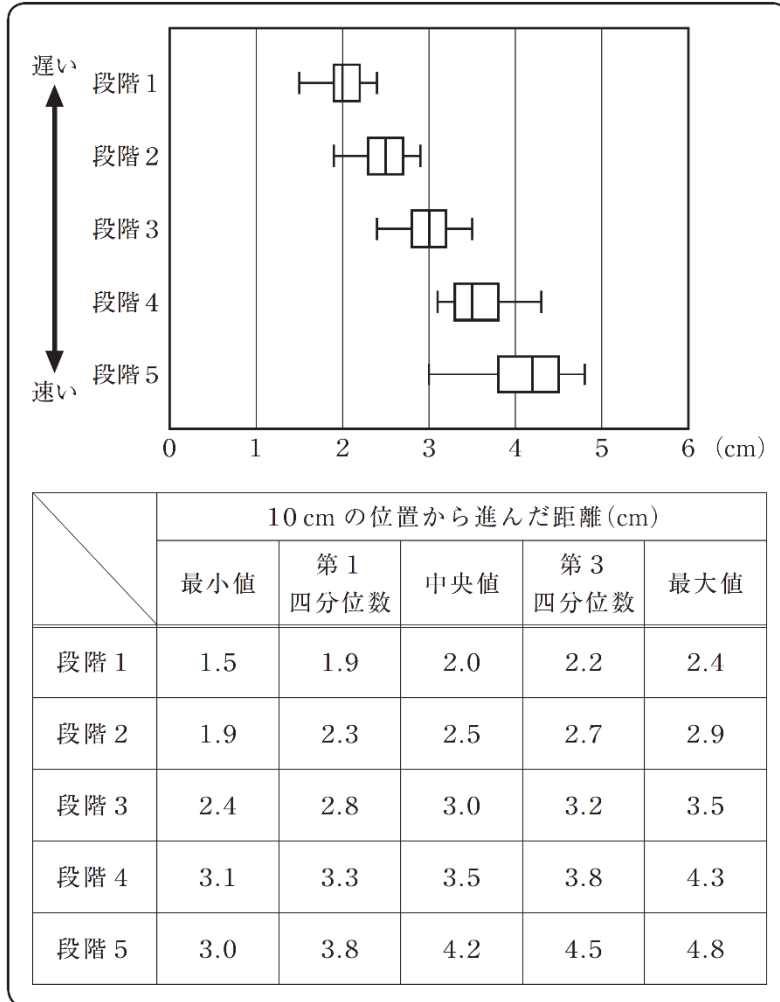 遅い
段階1
段階2
段階3
段階4
段階5
速い
0 1 2 3 4 5 6 (cm)
10 cm の位置から進んだ距離(cm)
最小値 第1四分位数 中央値 第3四分位数 最大値
段階1 1.5 1.9 2.0 2.2 2.4
段階2 1.9 2.3 2.5 2.7 2.9
段階3 2.4 2.8 3.0 3.2 3.5
段階4 3.1 3.3 3.5 3.8 4.3
段階5 3.0 3.8 4.2 4.5 4.8